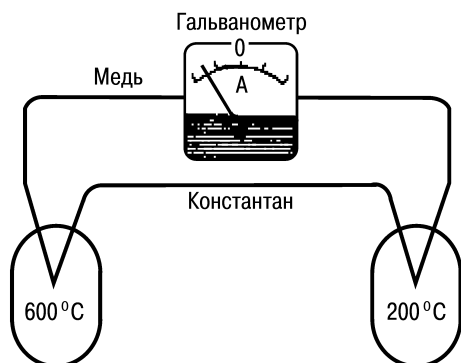 Гальванометр
0
А
Медь
Константан
600 °C
200 °C